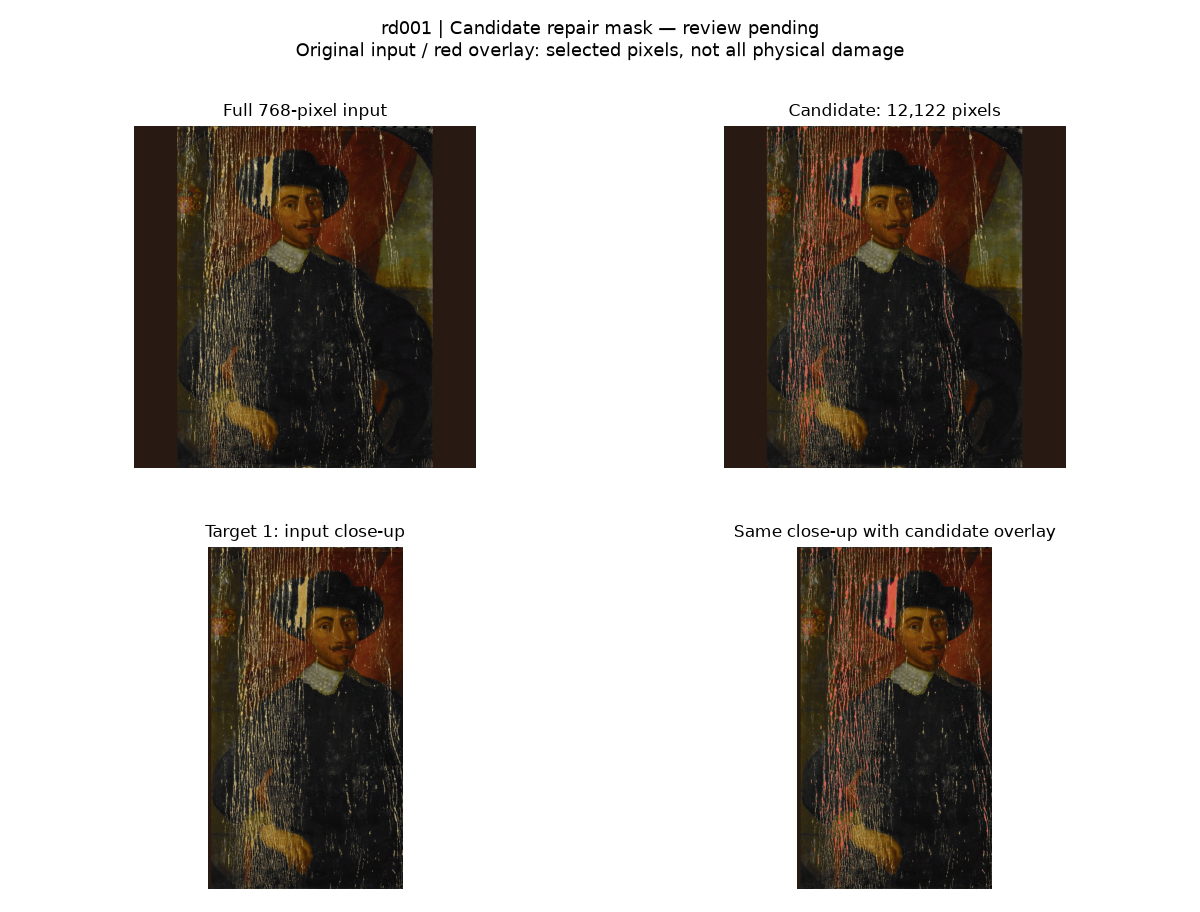 rd001 | Candidate repair mask — review pending
Original input / red overlay: selected pixels, not all physical damage
Full 768-pixel input
Candidate: 12,122 pixels
Target 1: input close-up
Same close-up with candidate overlay